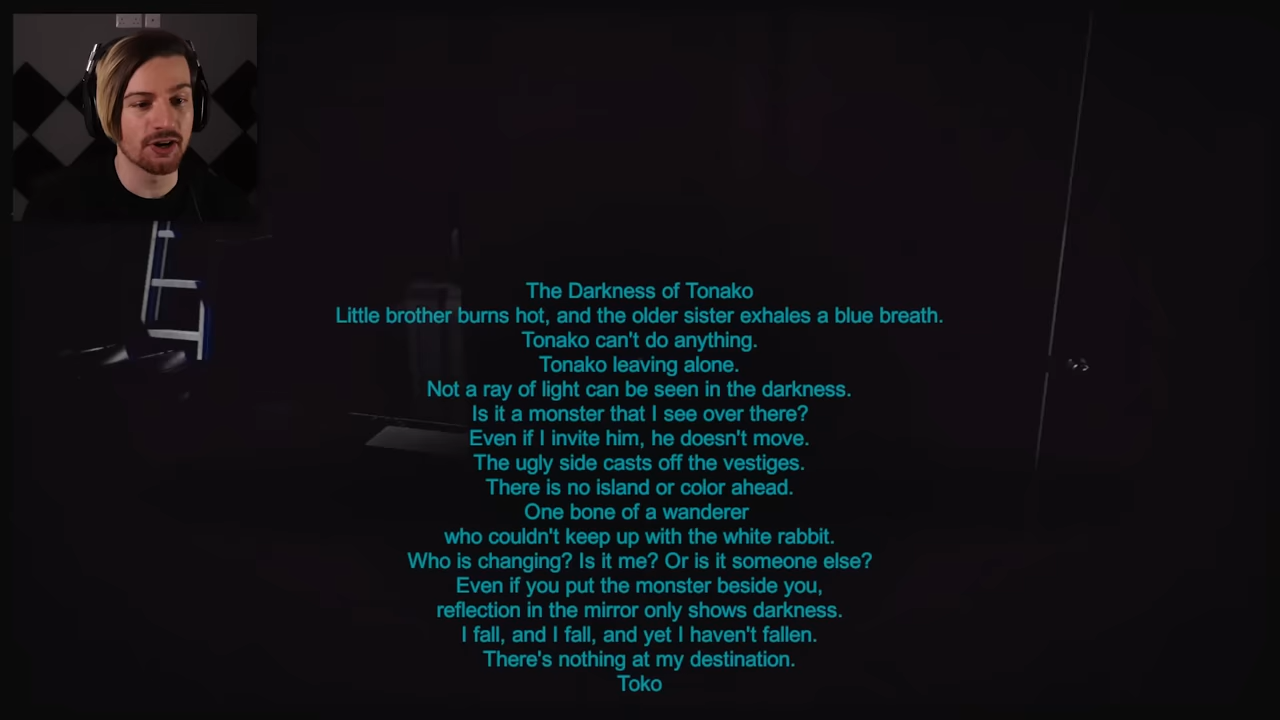 The Darkness of Tonako
Little brother burns hot, and the older sister exhales a blue breath.
Tonako can't do anything.
Tonako leaving alone.
Not a ray of light can be seen in the darkness.
Is it a monster that I see over there?
Even if I invite him, he doesn't move.
The ugly side casts off the vestiges.
There is no island or color ahead.
One bone of a wanderer
who couldn't keep up with the white rabbit.
Who is changing? Is it me? Or is it someone else?
Even if you put the monster beside you,
reflection in the mirror only shows darkness.
I fall, and I fall, and yet I haven't fallen.
There's nothing at my destination.
Toko